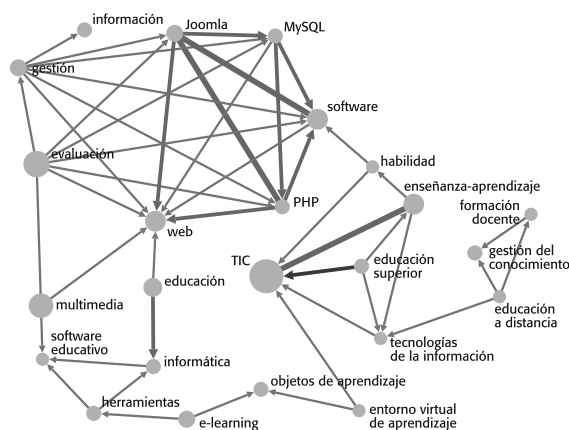 información
Joomla
MySQL
gestión
software
evaluación
habilidad
enseñanza-aprendizaje
PHP
formación
docente
web
gestión del
conocimiento
TIC
educación
superior
educación
multimedia
educación
a distancia
software
educativo
tecnologías
de la información
informática
objetos de aprendizaje
herramientas
entorno virtual
de aprendizaje
e-learning